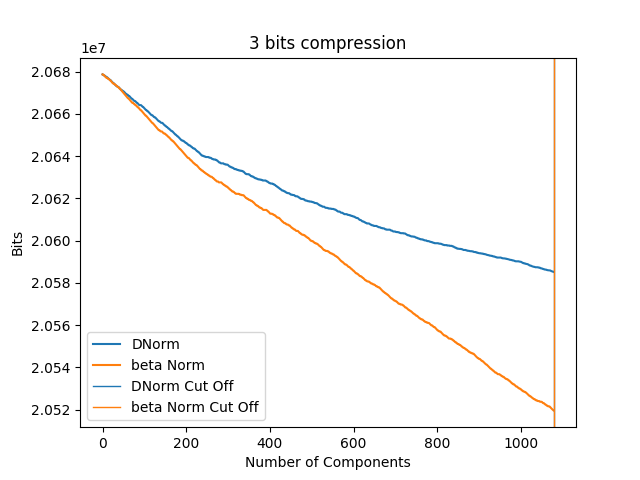 3 bits compression
1e7
2.068
2.066
2.064
2.062
2.060
2.058
2.056
2.054
2.052
Bits
DNorm
beta Norm
DNorm Cut Off
beta Norm Cut Off
0 200 400 600 800 1000
Number of Components